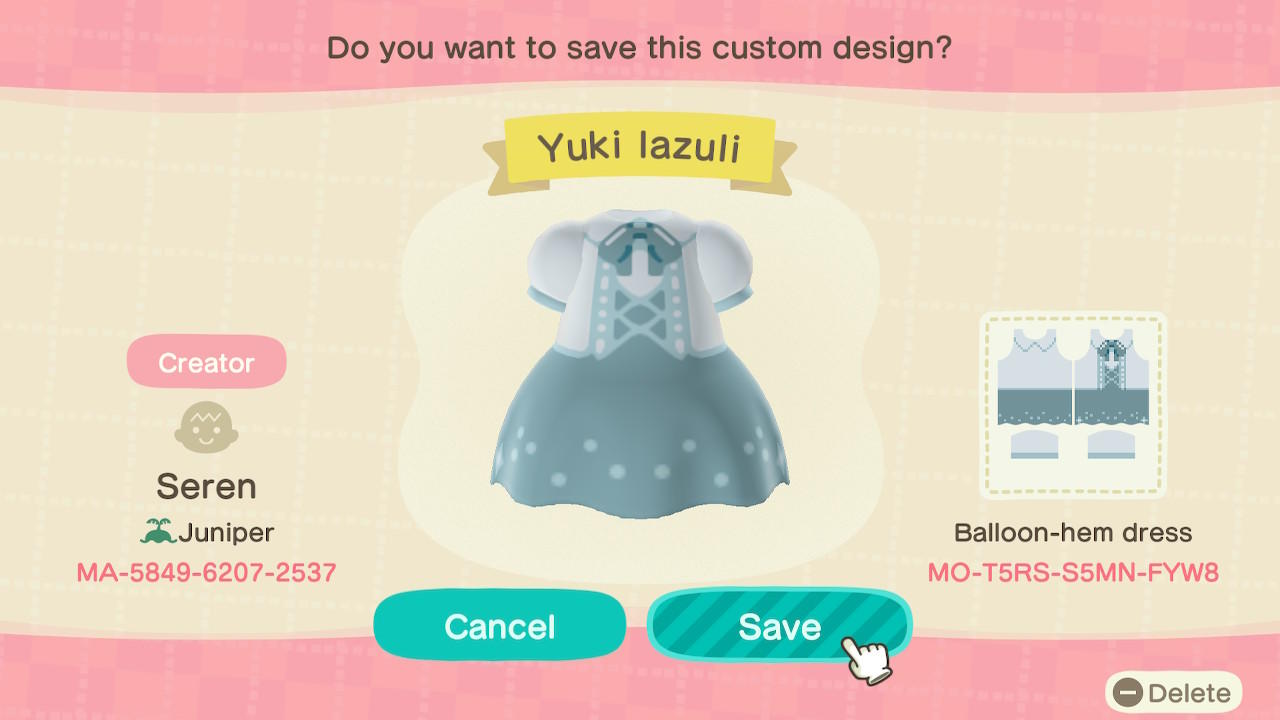 Do you want to save this custom design?
Yuki lazuli
Creator
Seren
Juniper
MA-5849-6207-2537
Balloon-hem dress
MO-T5RS-S5MN-FYW8
Cancel
Save
Delete